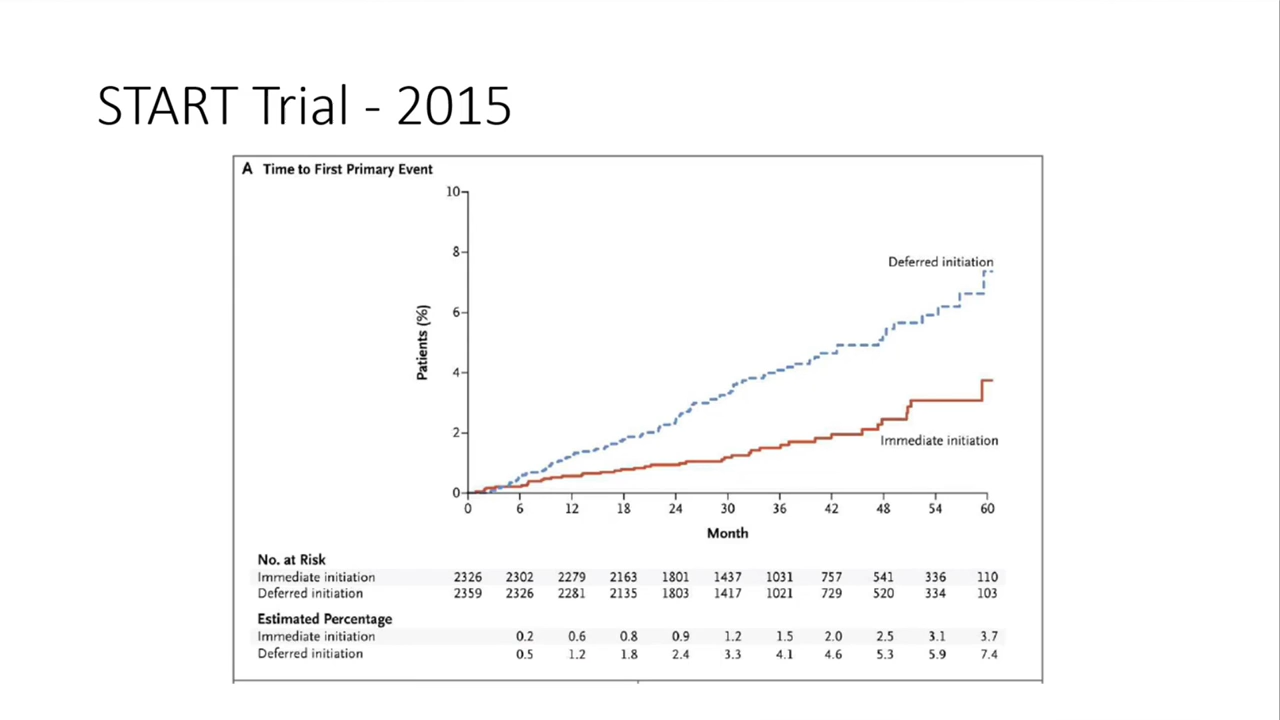 START Trial - 2015
A Time to First Primary Event
10
8
6
4
2
0
Patients (%)
Deferred initiation
Immediate initiation
0 6 12 18 24 30 36 42 48 54 60
Month
No. at Risk
Immediate initiation 2326 2302 2279 2163 1801 1437 1031 757 541 336 110
Deferred initiation 2359 2326 2281 2135 1803 1417 1021 729 520 334 103
Estimated Percentage
Immediate initiation 0.2 0.6 0.8 0.9 1.2 1.5 2.0 2.5 3.1 3.7
Deferred initiation 0.5 1.2 1.8 2.4 3.3 4.1 4.6 5.3 5.9 7.4